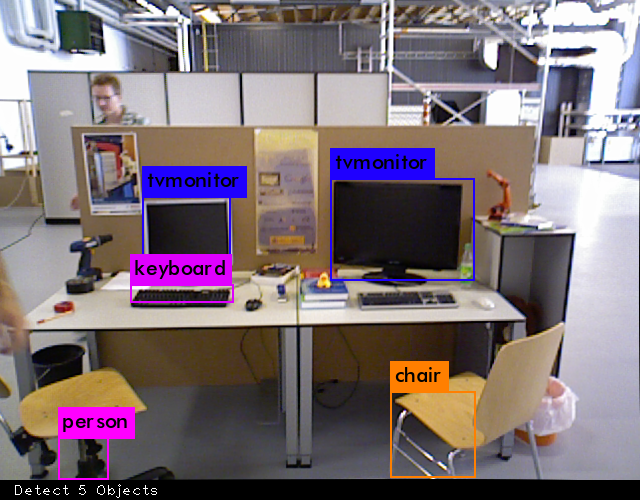 tvmonitor
tvmonitor
keyboard
chair
person
Detect 5 Objects